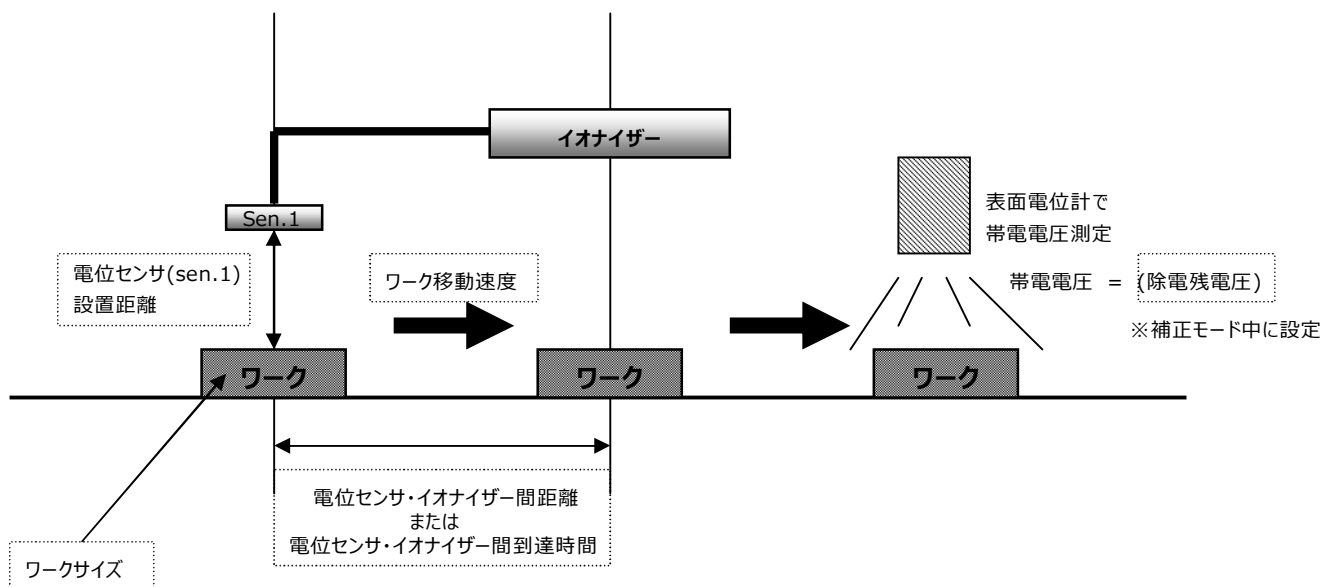 イオナイザー
Sen.1
表面電位計で
帯電電圧測定
電位センサ(sen.1)
設置距離
ワーク移動速度
帯電電圧 = (除電残電圧)
※補正モード中に設定
ワーク
ワーク
ワーク
電位センサ・イオナイザー間距離
または
電位センサ・イオナイザー間到達時間
ワークサイズ